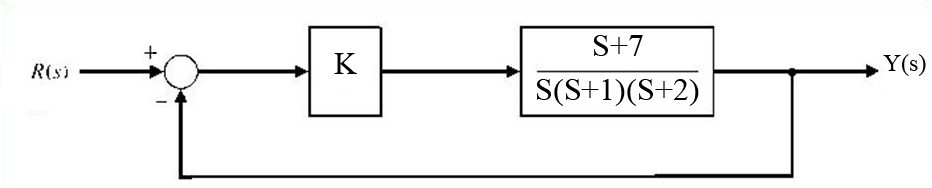 R(s)
+
−
K
S+7
S(S+1)(S+2)
Y(s)